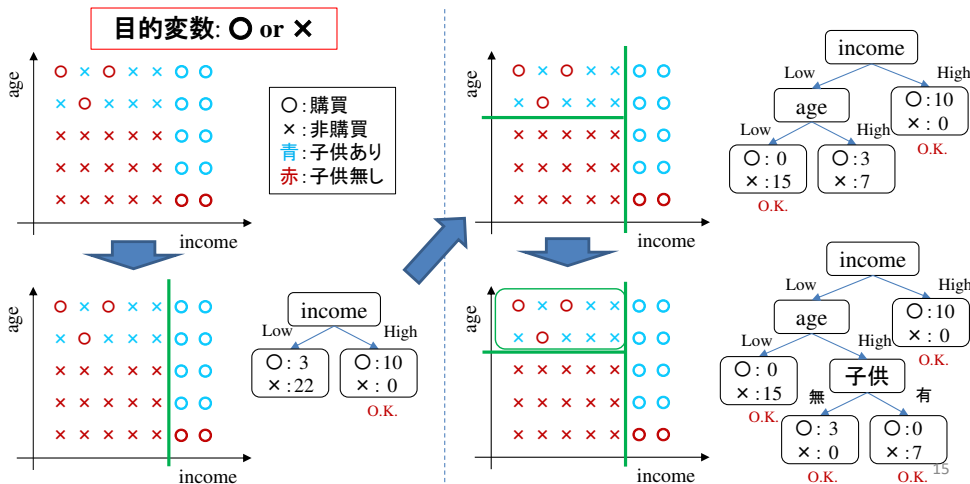 目的変数: O or ×
age
income
○:購買
×:非購買
青:子供あり
赤:子供無し
age
income
income
Low
High
○: 3
×:22
○:10
×: 0
O.K.
age
income
income
Low
High
age
○:10
×: 0
O.K.
Low
High
○: 0
×:15
O.K.
○:3
×:7
age
income
income
Low
High
age
○:10
×: 0
O.K.
Low
High
○:0
×:15
O.K.
子供
無
有
○: 3
×: 0
O.K.
○:0
×:7
O.K.
15